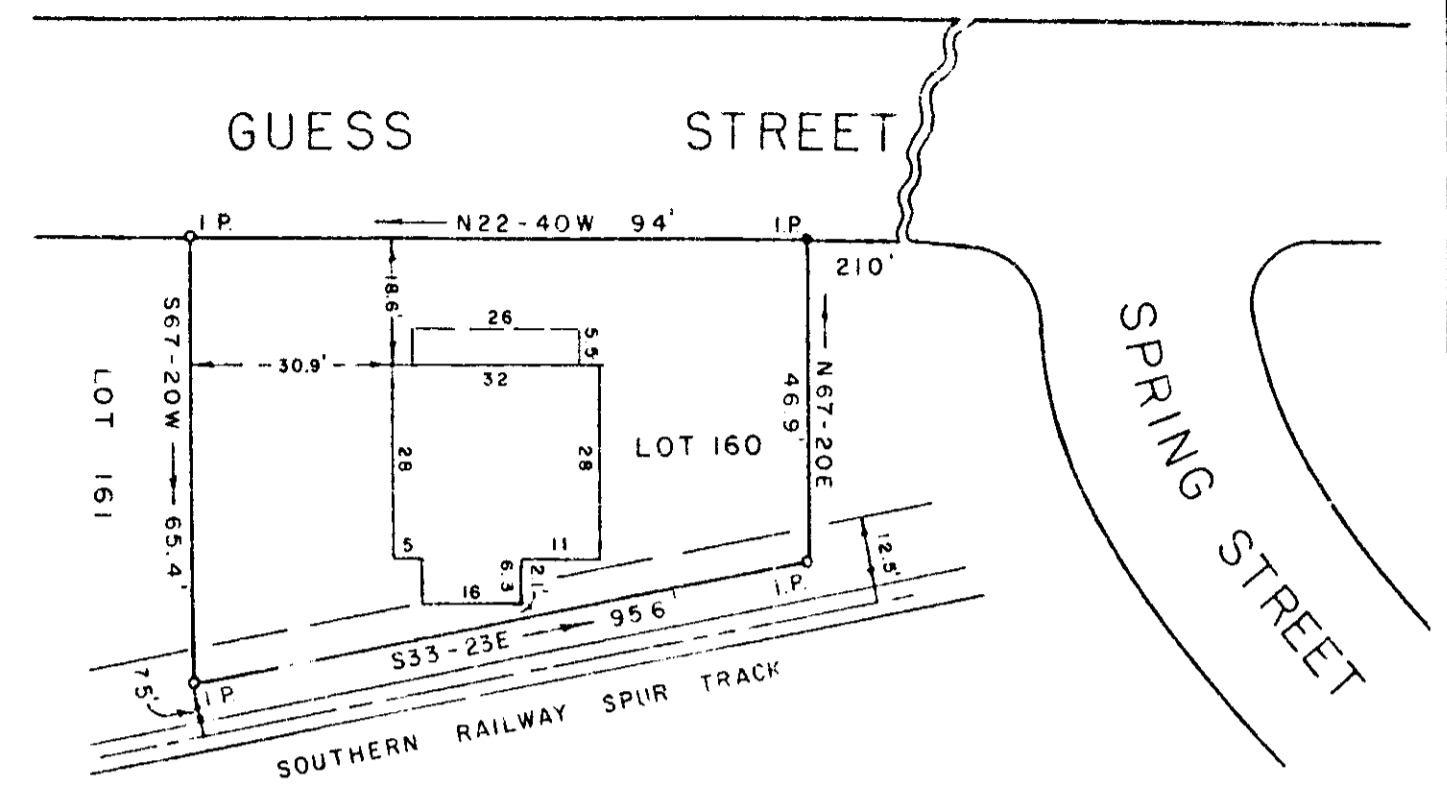 GUESS STREET
I.P.
N22-40W 94'
I.P.
210'
18.6'
S67-20W
65.4'
LOT 161
30.9'
26
5.5
32
28
28
LOT 160
N67-20E
46.9'
SPRING STREET
5
11
6.3
2.1'
16
12.5'
I.P.
S33-23E
95.6'
I.P.
7.5'
SOUTHERN RAILWAY SPUR TRACK